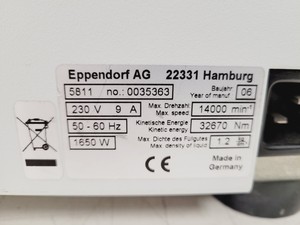 Eppendorf AG 22331 Hamburg
5811 no.: 0035363 Baujahr Year of manuf. 06
230 V 9 A Max. Drehzahl Max. speed 14000 min⁻¹
50 - 60 Hz Kinetische Energie Kinetic energy 32670 Nm
1650 W Max. Dichte des Füllgutes Max. density of liquid 1.2
CE Made in
Germany